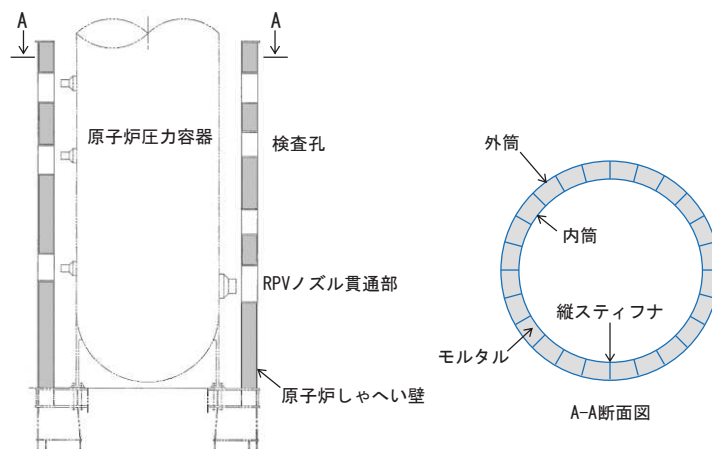 A
A
原子炉圧力容器
検査孔
RPVノズル貫通部
原子炉しゃへい壁
外筒
内筒
縦スティフナ
モルタル
A-A断面図